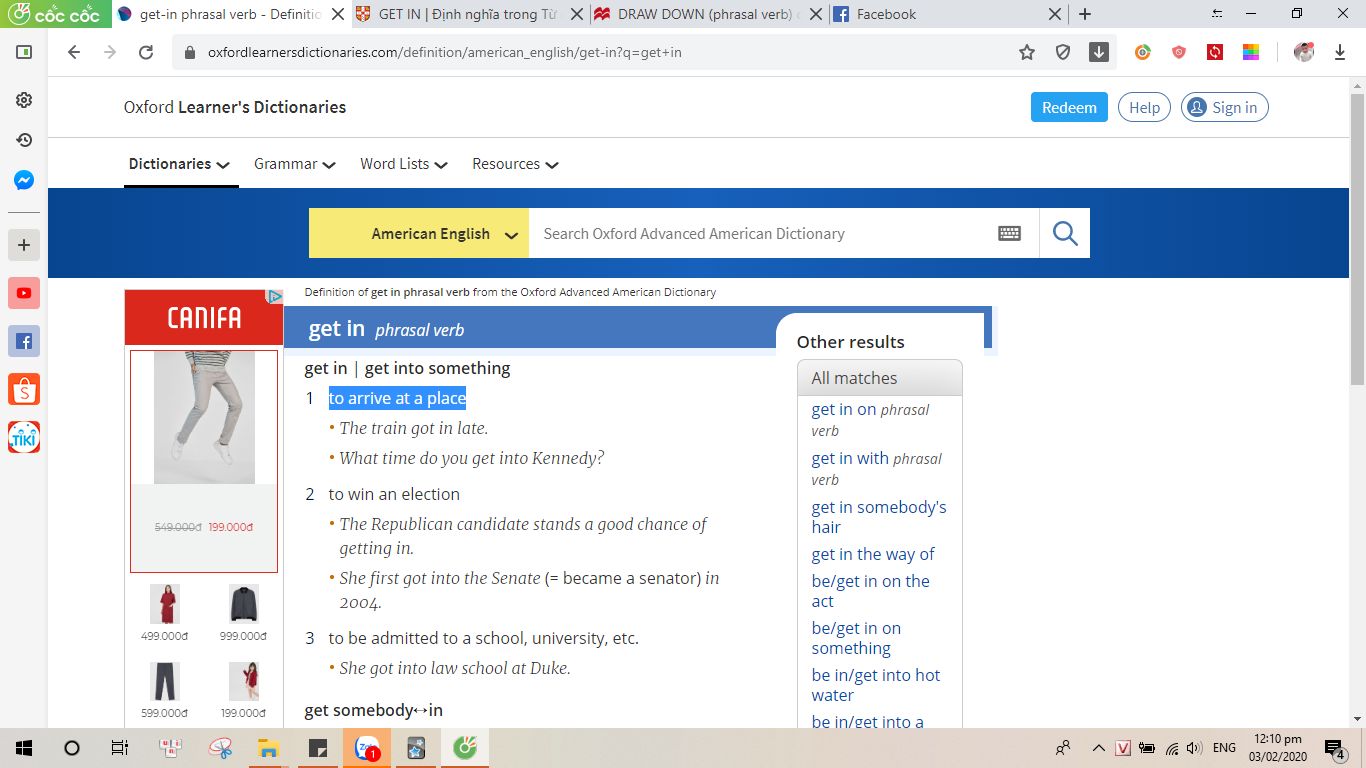 cốc cốc
get-in phrasal verb - Definitio
GET IN | Định nghĩa trong Từ
DRAW DOWN (phrasal verb)
Facebook
oxfordlearnersdictionaries.com/definition/american_english/get-in?q=get+in
Oxford Learner's Dictionaries
Redeem
Help
Sign in
Dictionaries
Grammar
Word Lists
Resources
American English
Search Oxford Advanced American Dictionary
Definition of get in phrasal verb from the Oxford Advanced American Dictionary
CANIFA
549.000đ 199.000đ
499.000đ 999.000đ
599.000đ 199.000đ
TIKI
get in phrasal verb
get in | get into something
1 to arrive at a place
• The train got in late.
• What time do you get into Kennedy?
2 to win an election
• The Republican candidate stands a good chance of
getting in.
• She first got into the Senate (= became a senator) in
2004.
3 to be admitted to a school, university, etc.
• She got into law school at Duke.
get somebody↔in
Other results
All matches
get in on phrasal
verb
get in with phrasal
verb
get in somebody's
hair
get in the way of
be/get in on the
act
be/get in on
something
be in/get into hot
water
be in/get into a
1
V
ENG
12:10 pm
03/02/2020
4